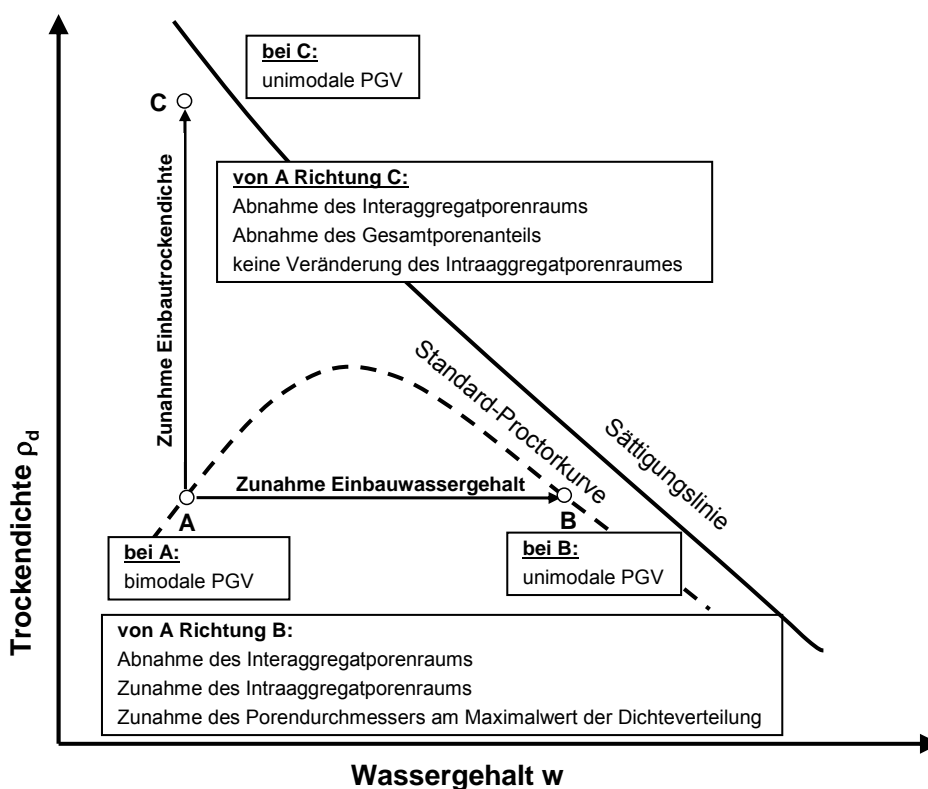 bei C:
unimodale PGV
C
Zunahme Einbautrockendichte
von A Richtung C:
Abnahme des Interaggregatporenraums
Abnahme des Gesamtporenanteils
keine Veränderung des Intraaggregatporenraumes
Standard-Proctorkurve
Sättigungslinie
Zunahme Einbauwassergehalt
A
B
bei A:
bimodale PGV
bei B:
unimodale PGV
von A Richtung B:
Abnahme des Interaggregatporenraums
Zunahme des Intraaggregatporenraums
Zunahme des Porendurchmessers am Maximalwert der Dichteverteilung
Trockendichte ρd
Wassergehalt w